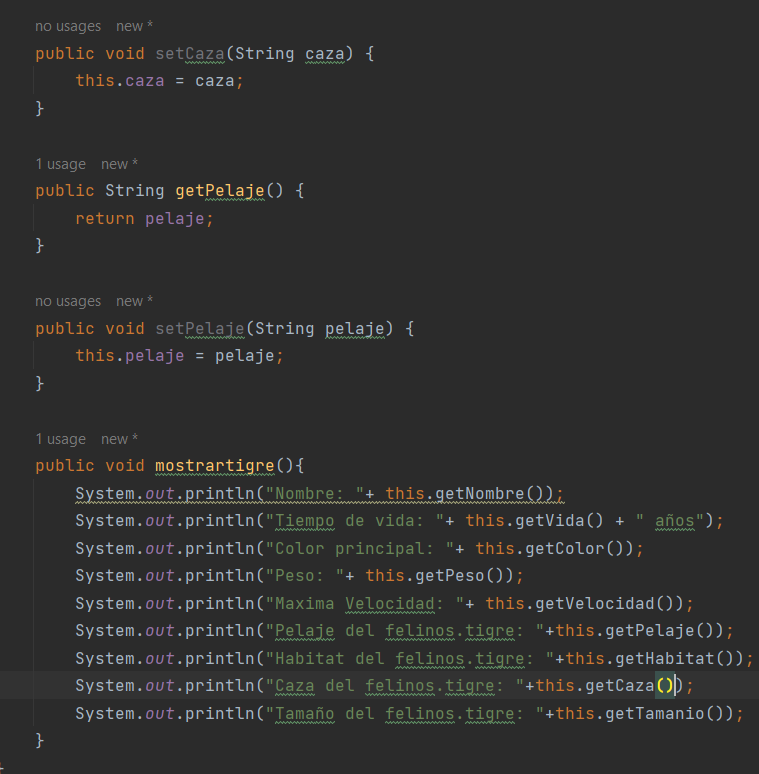 no usages   new *
public void setCaza(String caza) {
    this.caza = caza;
}
1 usage   new *
public String getPelaje() {
    return pelaje;
}
no usages   new *
public void setPelaje(String pelaje) {
    this.pelaje = pelaje;
}
1 usage   new *
public void mostrartigre(){
    System.out.println("Nombre: "+ this.getNombre());
    System.out.println("Tiempo de vida: "+ this.getVida() + " años");
    System.out.println("Color principal: "+ this.getColor());
    System.out.println("Peso: "+ this.getPeso());
    System.out.println("Maxima Velocidad: "+ this.getVelocidad());
    System.out.println("Pelaje del felinos.tigre: "+this.getPelaje());
    System.out.println("Habitat del felinos.tigre: "+this.getHabitat());
    System.out.println("Caza del felinos.tigre: "+this.getCaza());
    System.out.println("Tamaño del felinos.tigre: "+this.getTamanio());
}